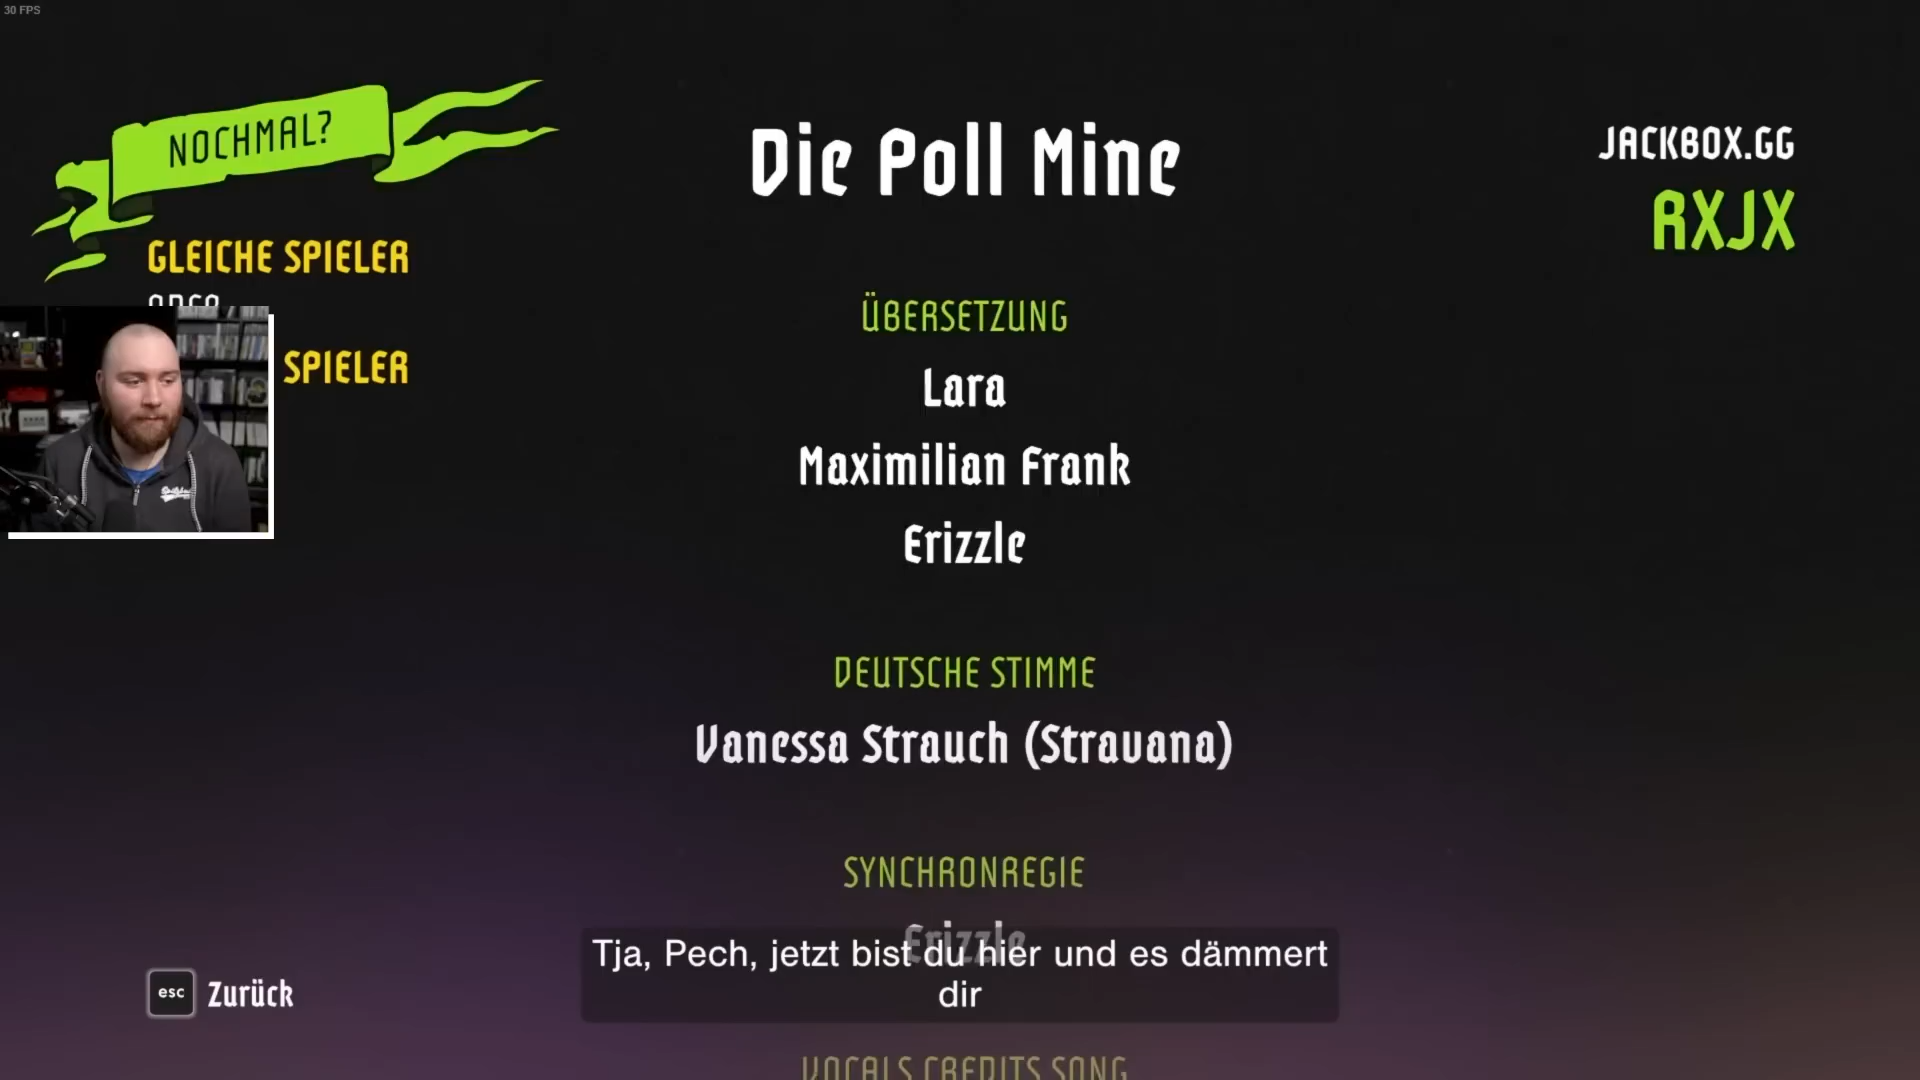 30 FPS
NOCHMAL?
GLEICHE SPIELER
ODER
SPIELER
Die Poll Mine
JACKBOX.GG
RXJX
ÜBERSETZUNG
Lara
Maximilian Frank
Erizzle
DEUTSCHE STIMME
Vanessa Strauch (Stravana)
SYNCHRONREGIE
Erizzle
Tja, Pech, jetzt bist du hier und es dämmert
dir
esc Zurück
VOCALS CREDITS SONG